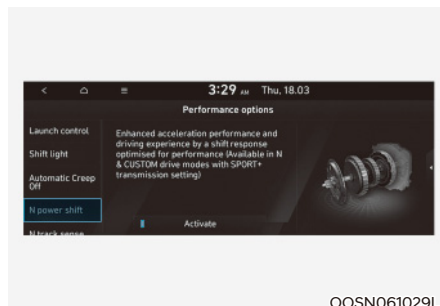 3:29 AM Thu, 18.03
Performance options
Launch control
Shift light
Automatic Creep
Off
N power shift
N track sense
Enhanced acceleration performance and
driving experience by a shift response
optimised for performance (Available in N
& CUSTOM drive modes with SPORT+
transmission setting)
Activate
OOSN061029L